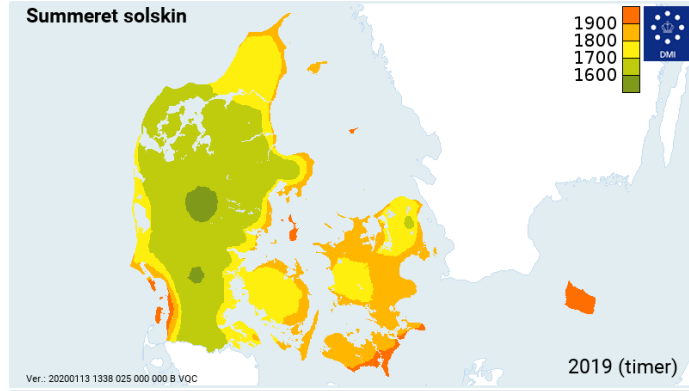 Summeret solskin
1900
1800
1700
1600
DMI
2019 (timer)
Ver.: 20200113 1338 025 000 000 B VQC